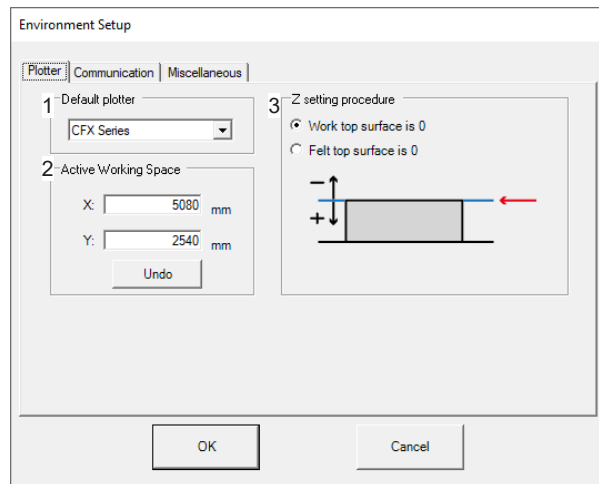 Environment Setup
Plotter Communication Miscellaneous
1 Default plotter
CFX Series
2 Active Working Space
X: 5080 mm
Y: 2540 mm
Undo
3 Z setting procedure
Work top surface is 0
Felt top surface is 0
−
+
OK Cancel